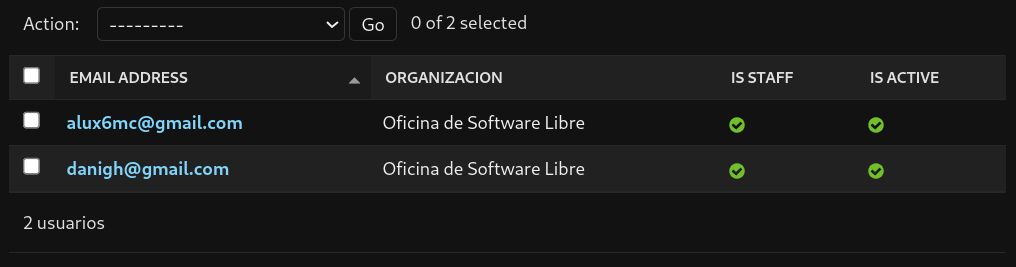 Action: --------- Go 0 of 2 selected
EMAIL ADDRESS ORGANIZACION IS STAFF IS ACTIVE
alux6mc@gmail.com Oficina de Software Libre
danigh@gmail.com Oficina de Software Libre
2 usuarios